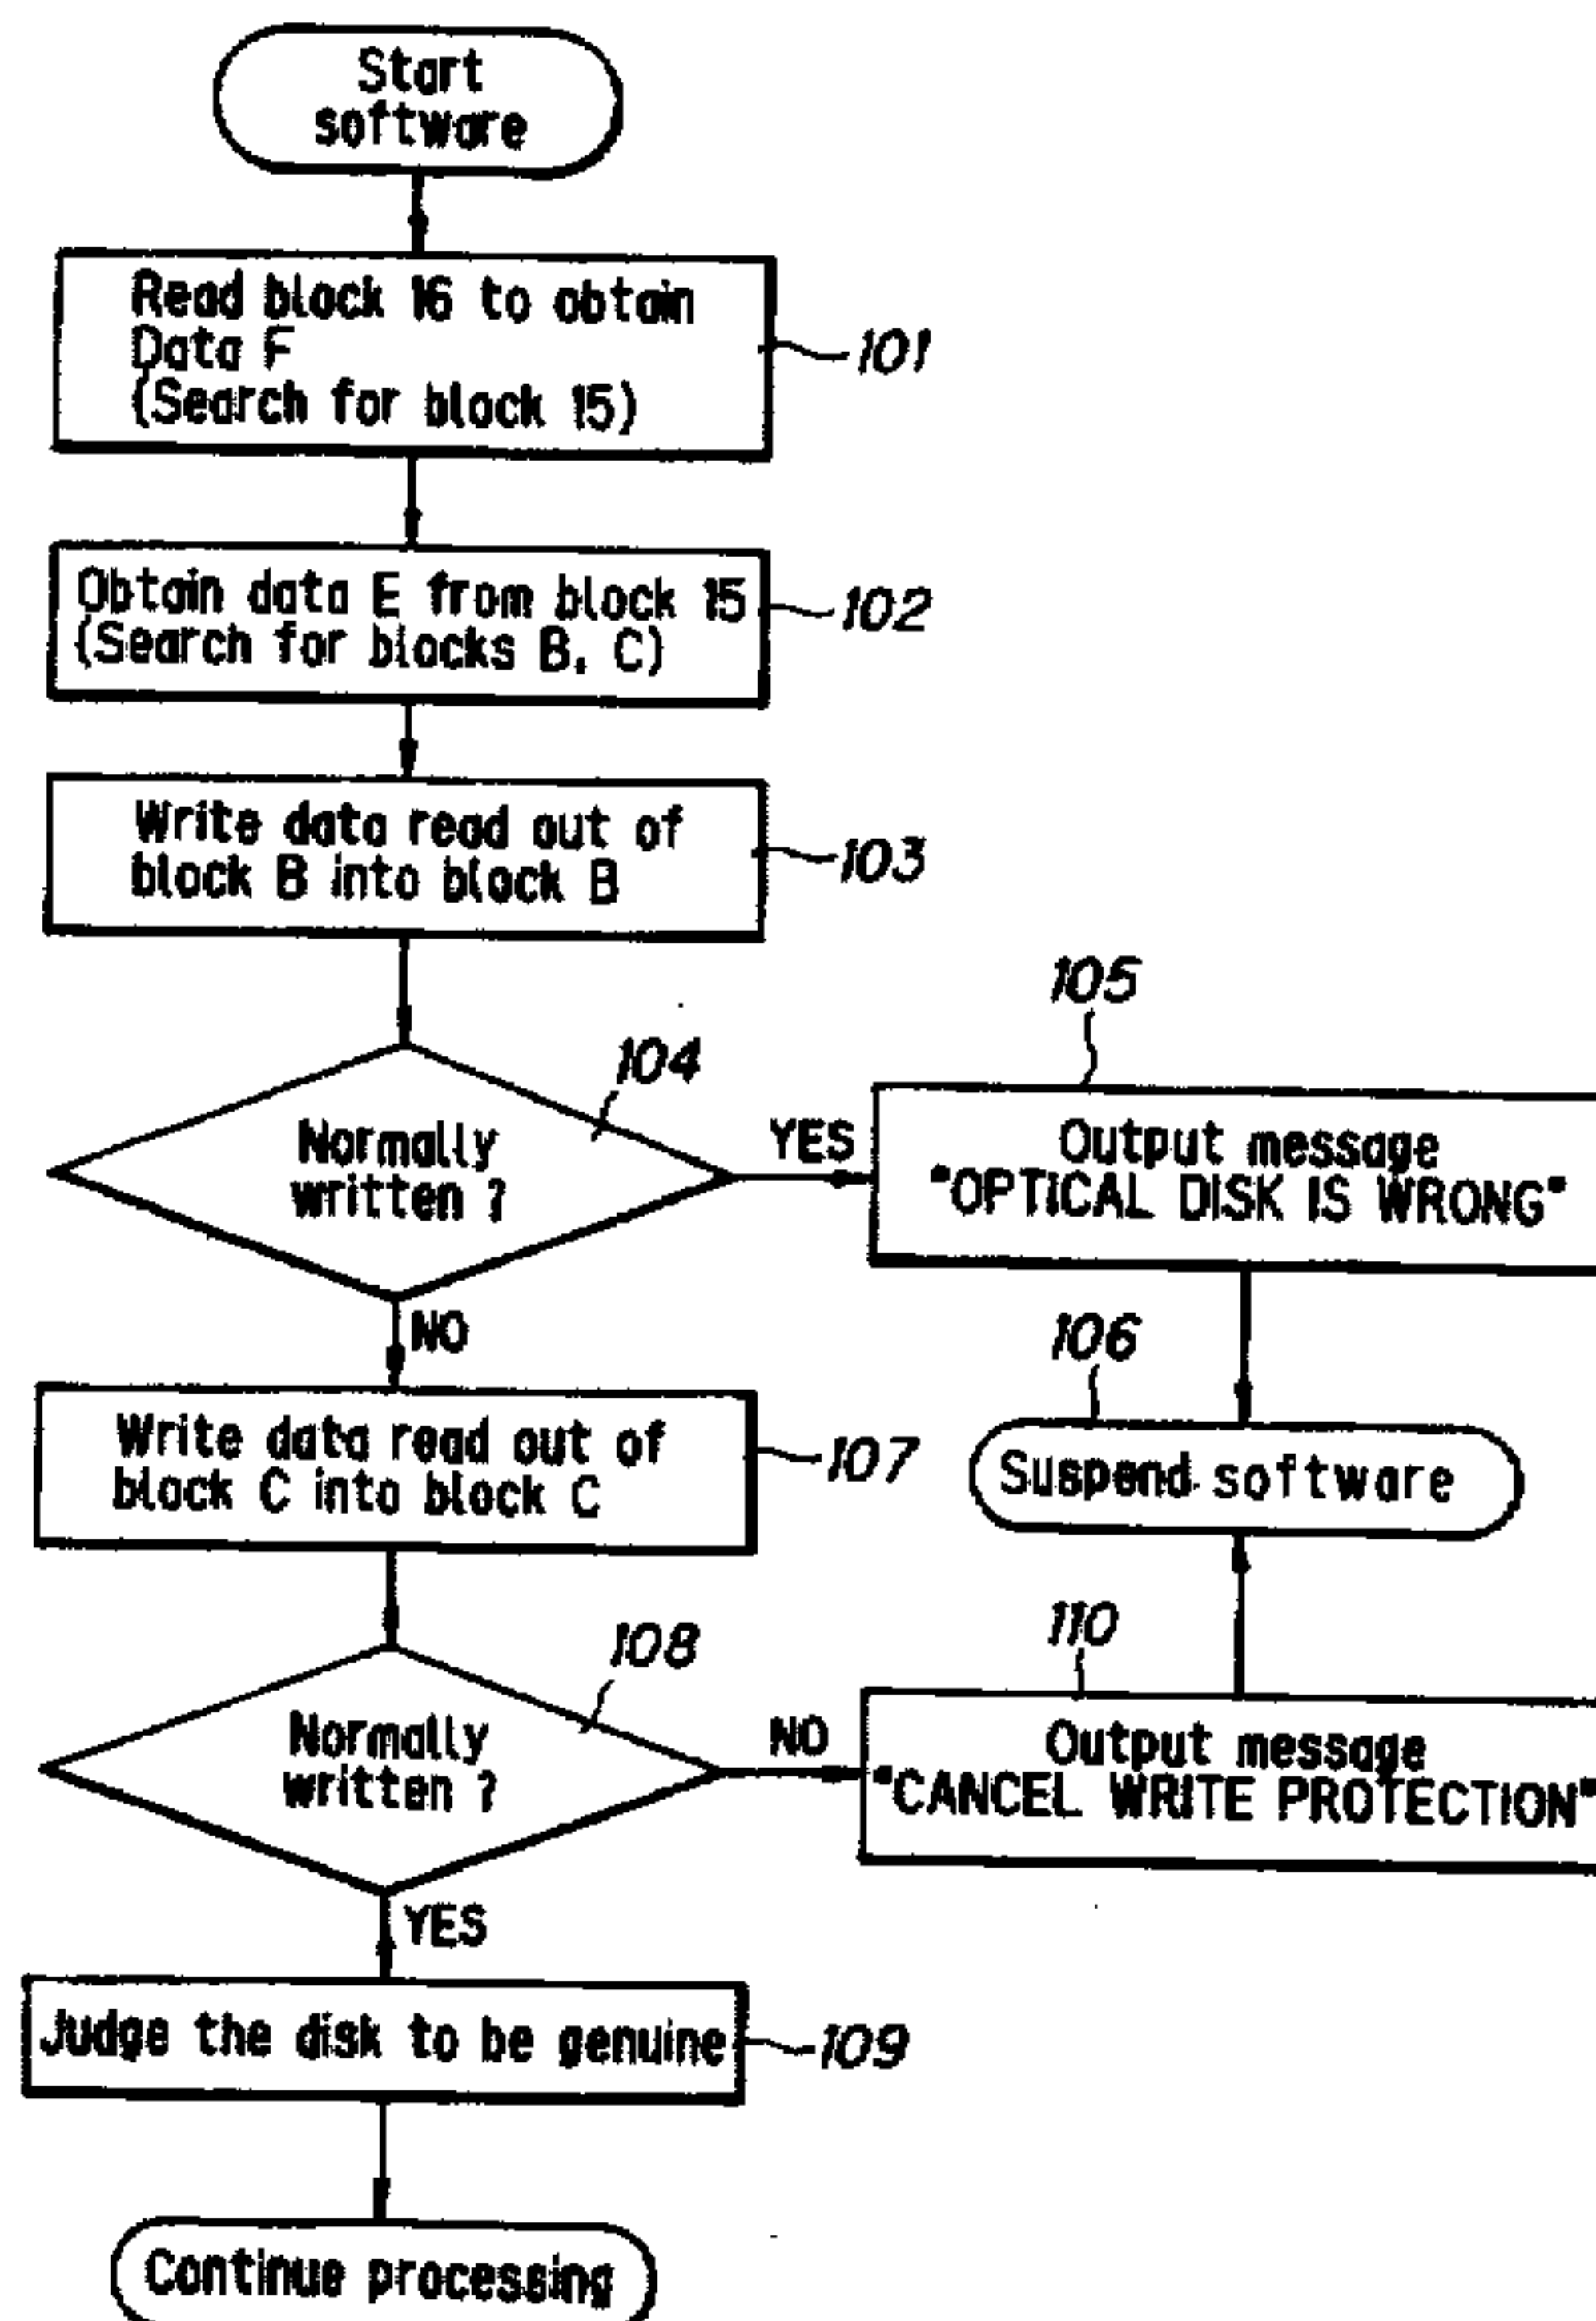 Start
software
Read block 16 to obtain
Data F
(Search for block 15)
101
Obtain data E from block 15
(Search for blocks B, C)
102
Write data read out of
block B into block B
103
104
Normally
written ?
YES
105
Output message
"OPTICAL DISK IS WRONG"
NO
106
Suspend software
Write data read out of
block C into block C
107
108
Normally
written ?
NO
110
Output message
"CANCEL WRITE PROTECTION"
YES
Judge the disk to be genuine
109
Continue processing